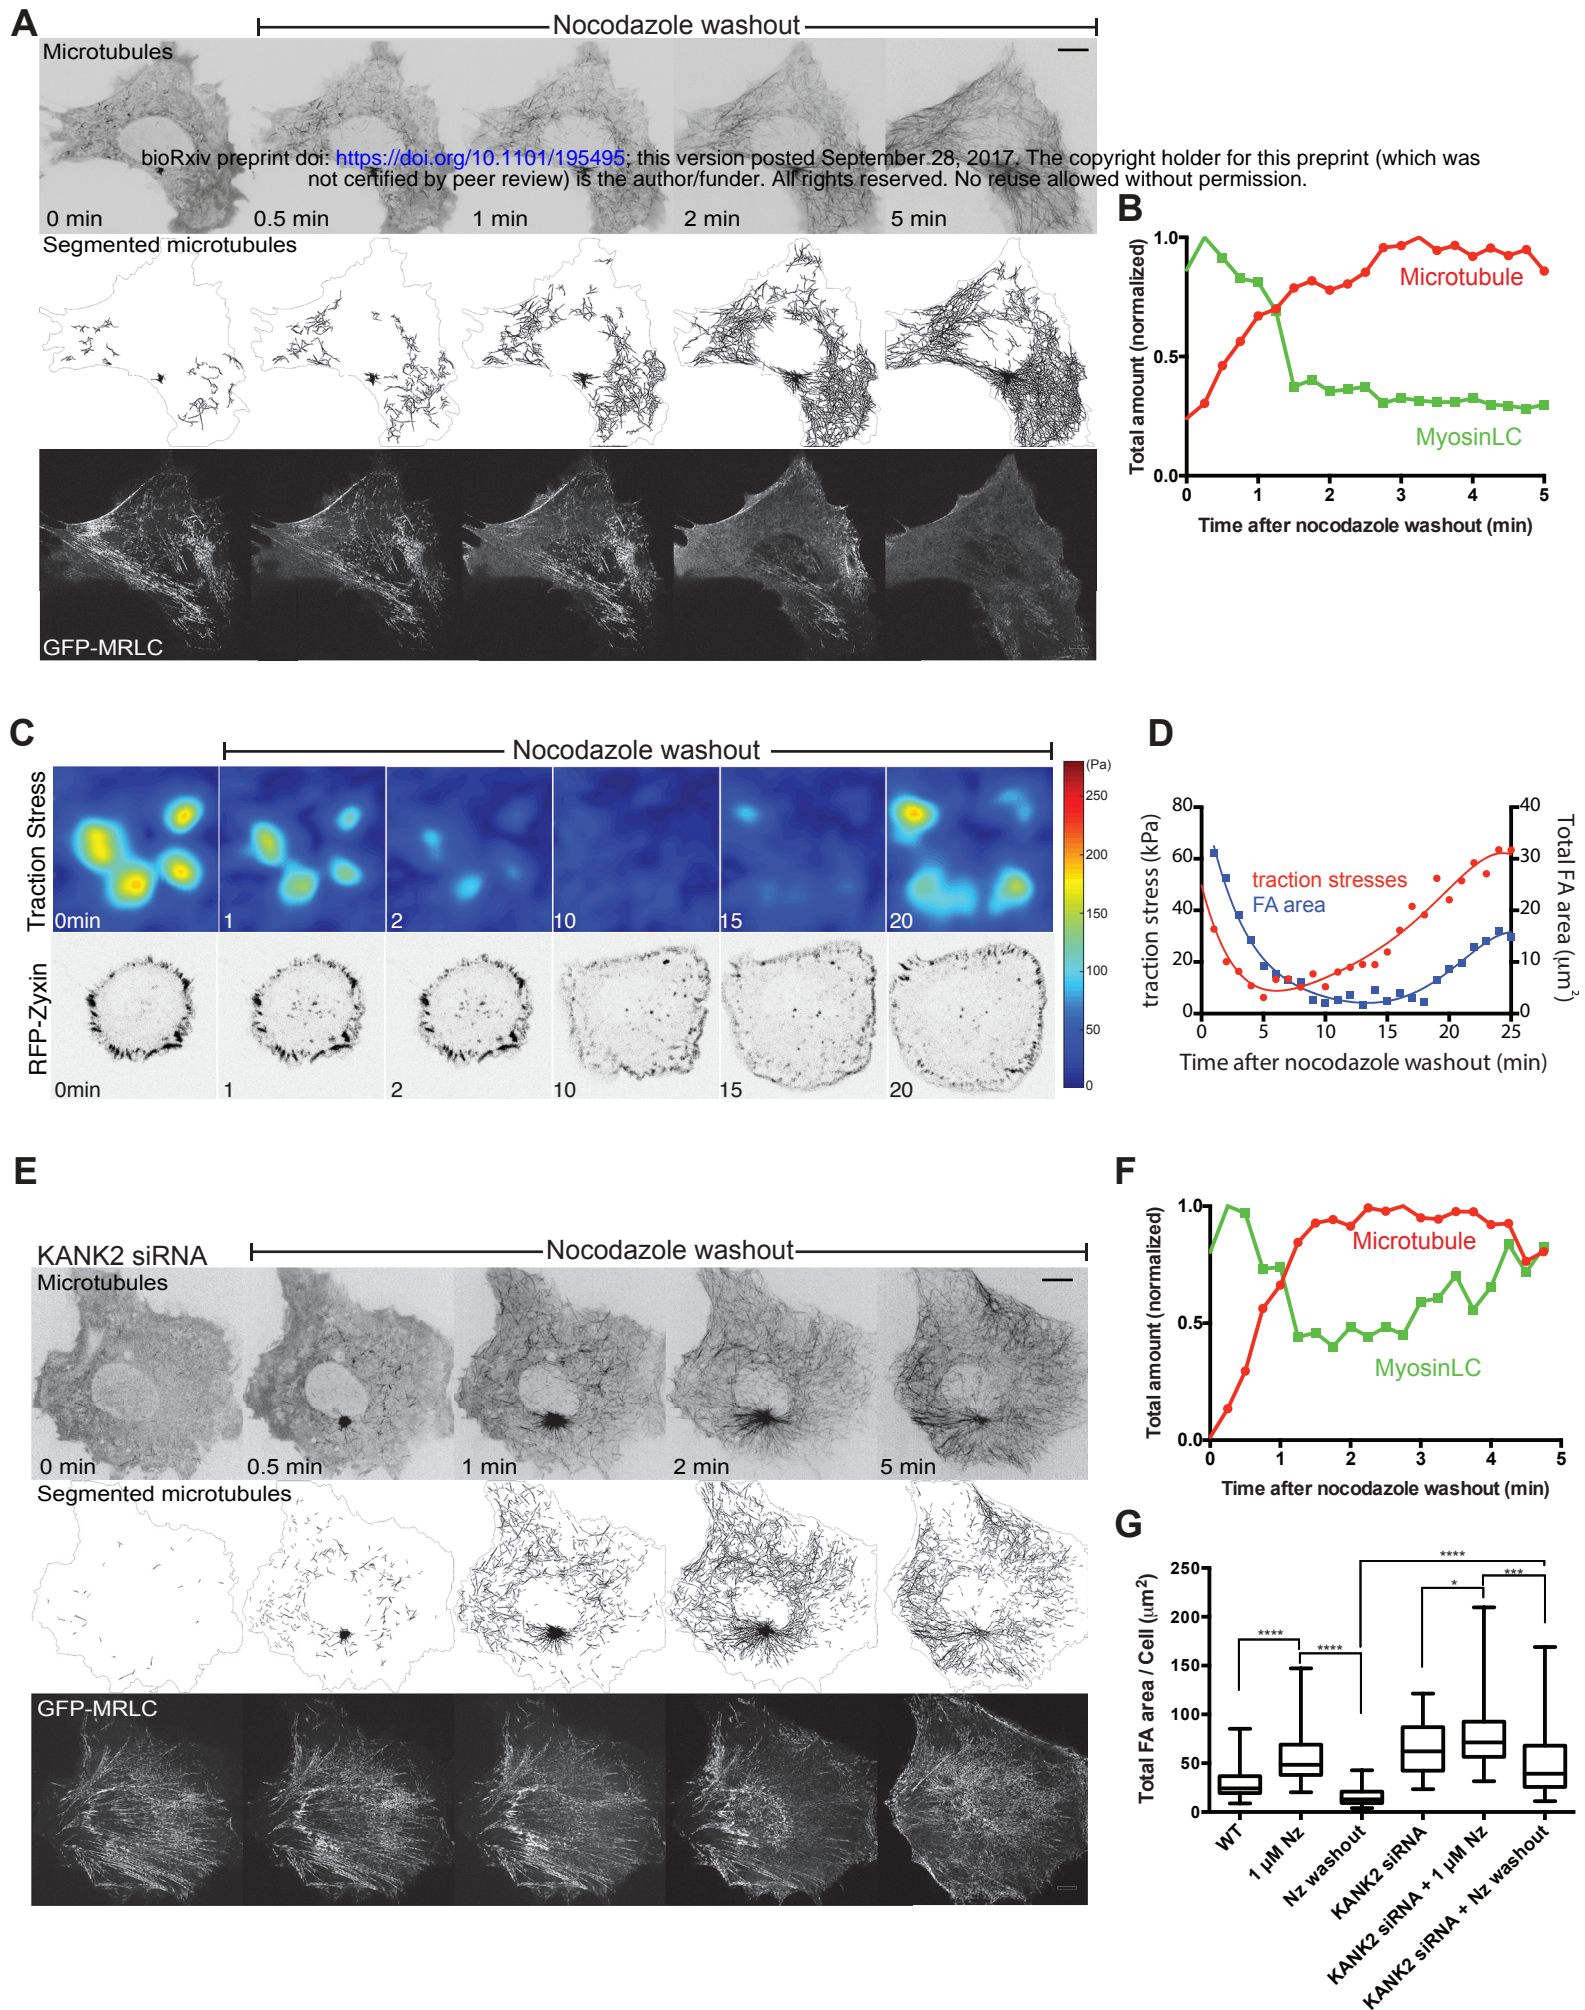 A
Nocodazole washout
Microtubules
bioRxiv preprint doi: https://doi.org/10.1101/195495; this version posted September 28, 2017. The copyright holder for this preprint (which was
not certified by peer review) is the author/funder. All rights reserved. No reuse allowed without permission.
0 min
0.5 min
1 min
2 min
5 min
Segmented microtubules
GFP-MRLC
B
Total amount (normalized)
1.0
0.5
0.0
Microtubule
MyosinLC
0 1 2 3 4 5
Time after nocodazole washout (min)
C
Nocodazole washout
Traction Stress
0min
1
2
10
15
20
(Pa)
250
200
150
100
50
0
RFP-Zyxin
0min
1
2
10
15
20
D
traction stress (kPa)
80
60
40
20
0
traction stresses
FA area
40
30
20
10
0
Total FA area (μm²)
0 5 10 15 20 25
Time after nocodazole washout (min)
E
KANK2 siRNA
Nocodazole washout
Microtubules
0 min
0.5 min
1 min
2 min
5 min
Segmented microtubules
GFP-MRLC
F
Total amount (normalized)
1.0
0.5
0.0
Microtubule
MyosinLC
0 1 2 3 4 5
Time after nocodazole washout (min)
G
Total FA area / Cell (μm²)
250
200
150
100
50
0
****
****
****
*
***
WT
1 μM Nz
Nz washout
KANK2 siRNA
KANK2 siRNA + 1 μM Nz
KANK2 siRNA + Nz washout